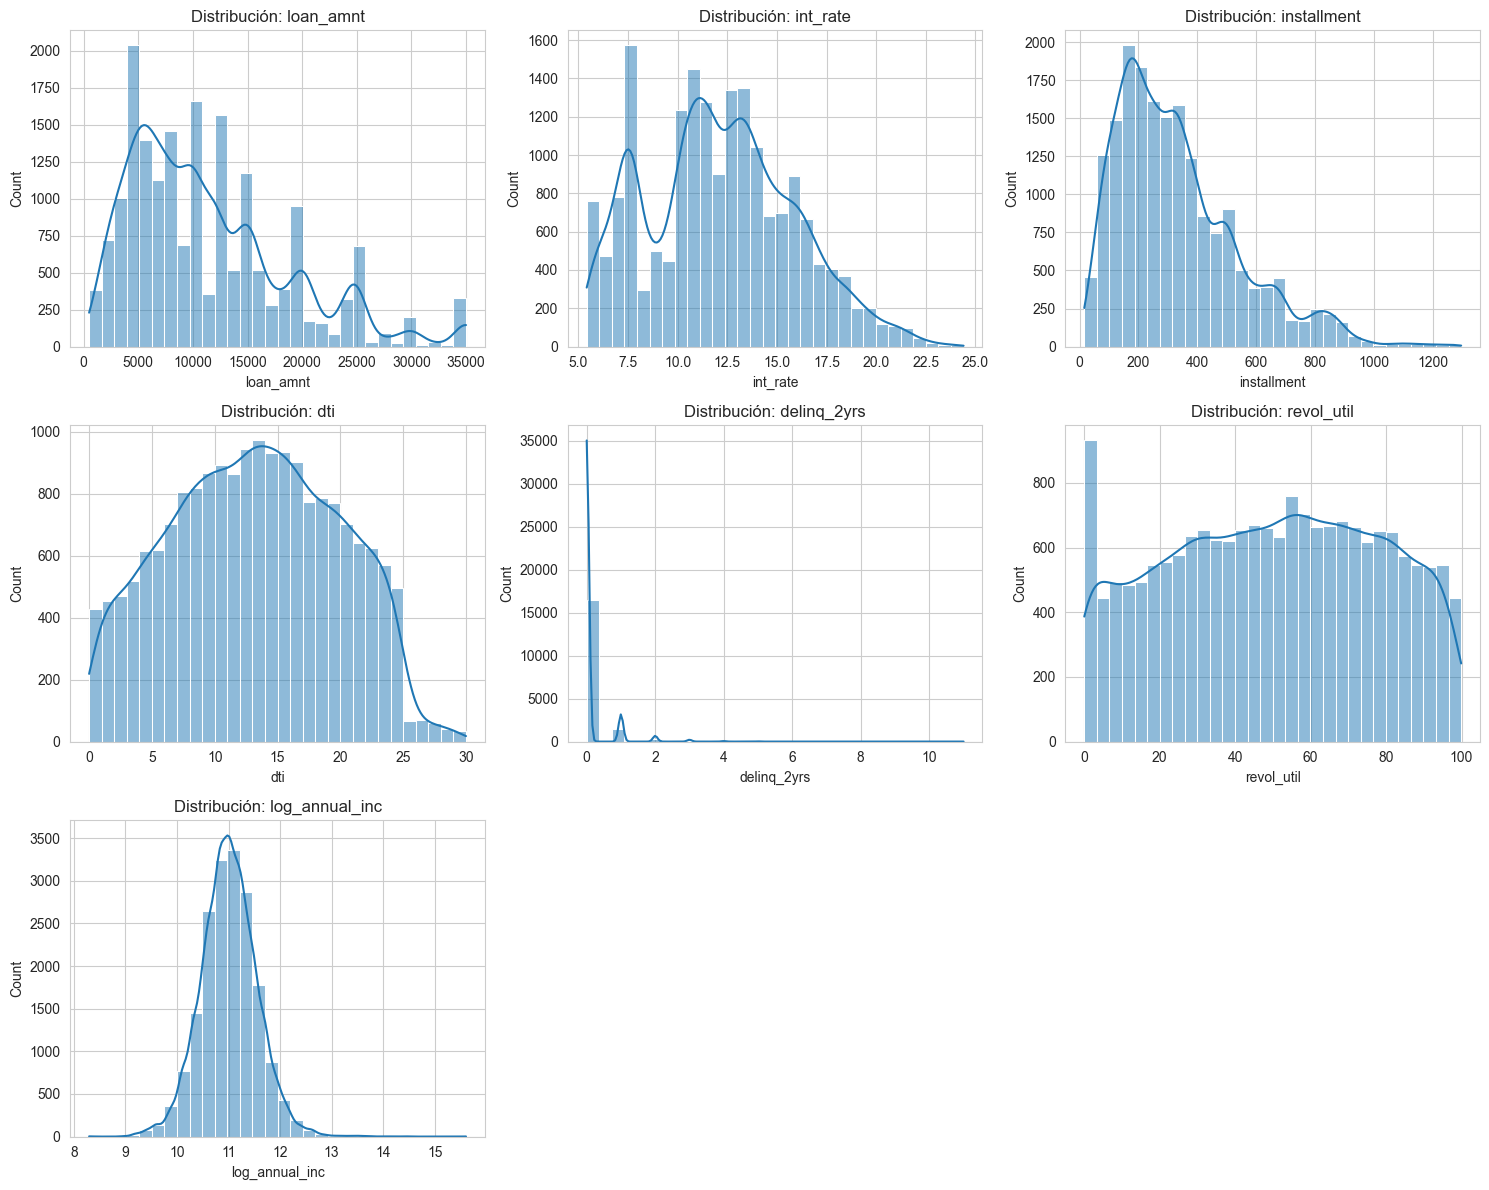 Distribución: loan_amnt
Count
2000
1750
1500
1250
1000
750
500
250
0
0 5000 10000 15000 20000 25000 30000 35000
loan_amnt
Distribución: int_rate
Count
1600
1400
1200
1000
800
600
400
200
0
5.0 7.5 10.0 12.5 15.0 17.5 20.0 22.5 25.0
int_rate
Distribución: installment
Count
2000
1750
1500
1250
1000
750
500
250
0
0 200 400 600 800 1000 1200
installment
Distribución: dti
Count
1000
800
600
400
200
0
0 5 10 15 20 25 30
dti
Distribución: delinq_2yrs
Count
35000
30000
25000
20000
15000
10000
5000
0
0 2 4 6 8 10
delinq_2yrs
Distribución: revol_util
Count
800
600
400
200
0
0 20 40 60 80 100
revol_util
Distribución: log_annual_inc
Count
3500
3000
2500
2000
1500
1000
500
0
8 9 10 11 12 13 14 15
log_annual_inc